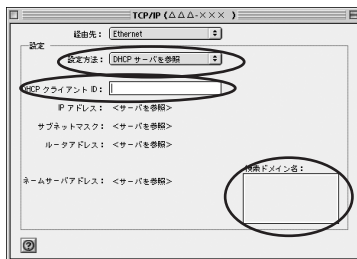 TCP/IP (△△△-××× )
経由先： Ethernet
設定
設定方法： DHCP サーバを参照
DHCP クライアント ID：
IP アドレス： <サーバを参照>
サブネットマスク： <サーバを参照>
ルータアドレス： <サーバを参照>
検索ドメイン名：
ネームサーバアドレス： <サーバを参照>
?